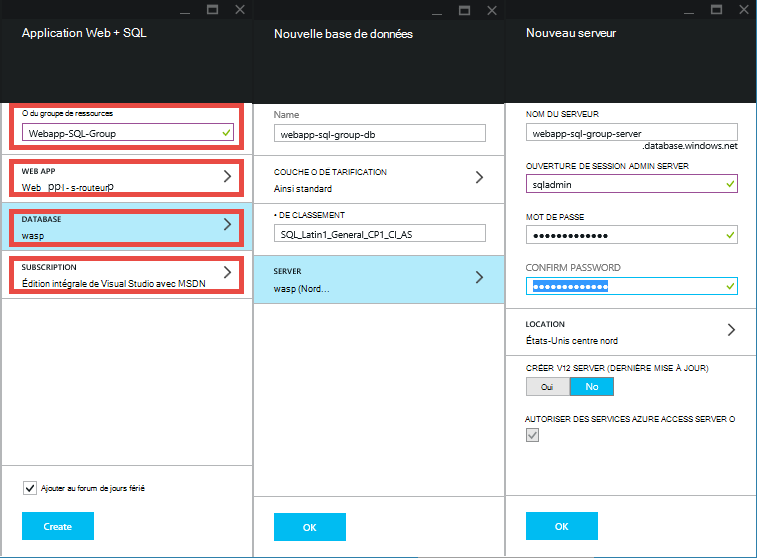 Application Web + SQL
O du groupe de ressources
Webapp-SQL-Group
WEB APP
Web ppl-s-routeurp
DATABASE
wasp
SUBSCRIPTION
Édition intégrale de Visual Studio avec MSDN
Ajouter au forum de jours férié
Create
Nouvelle base de données
Name
webapp-sql-group-db
COUCHE O DE TARIFICATION
Ainsi standard
• DE CLASSEMENT
SQL_Latin1_General_CP1_CI_AS
SERVER
wasp (Nord...
OK
Nouveau serveur
NOM DU SERVEUR
webapp-sql-group-server
.database.windows.net
OUVERTURE DE SESSION ADMIN SERVER
sqladmin
MOT DE PASSE
•••••••••••••
CONFIRM PASSWORD
•••••••••••••
LOCATION
États-Unis centre nord
CRÉER V12 SERVER (DERNIÈRE MISE À JOUR)
Oui No
AUTORISER DES SERVICES AZURE ACCESS SERVER O
OK